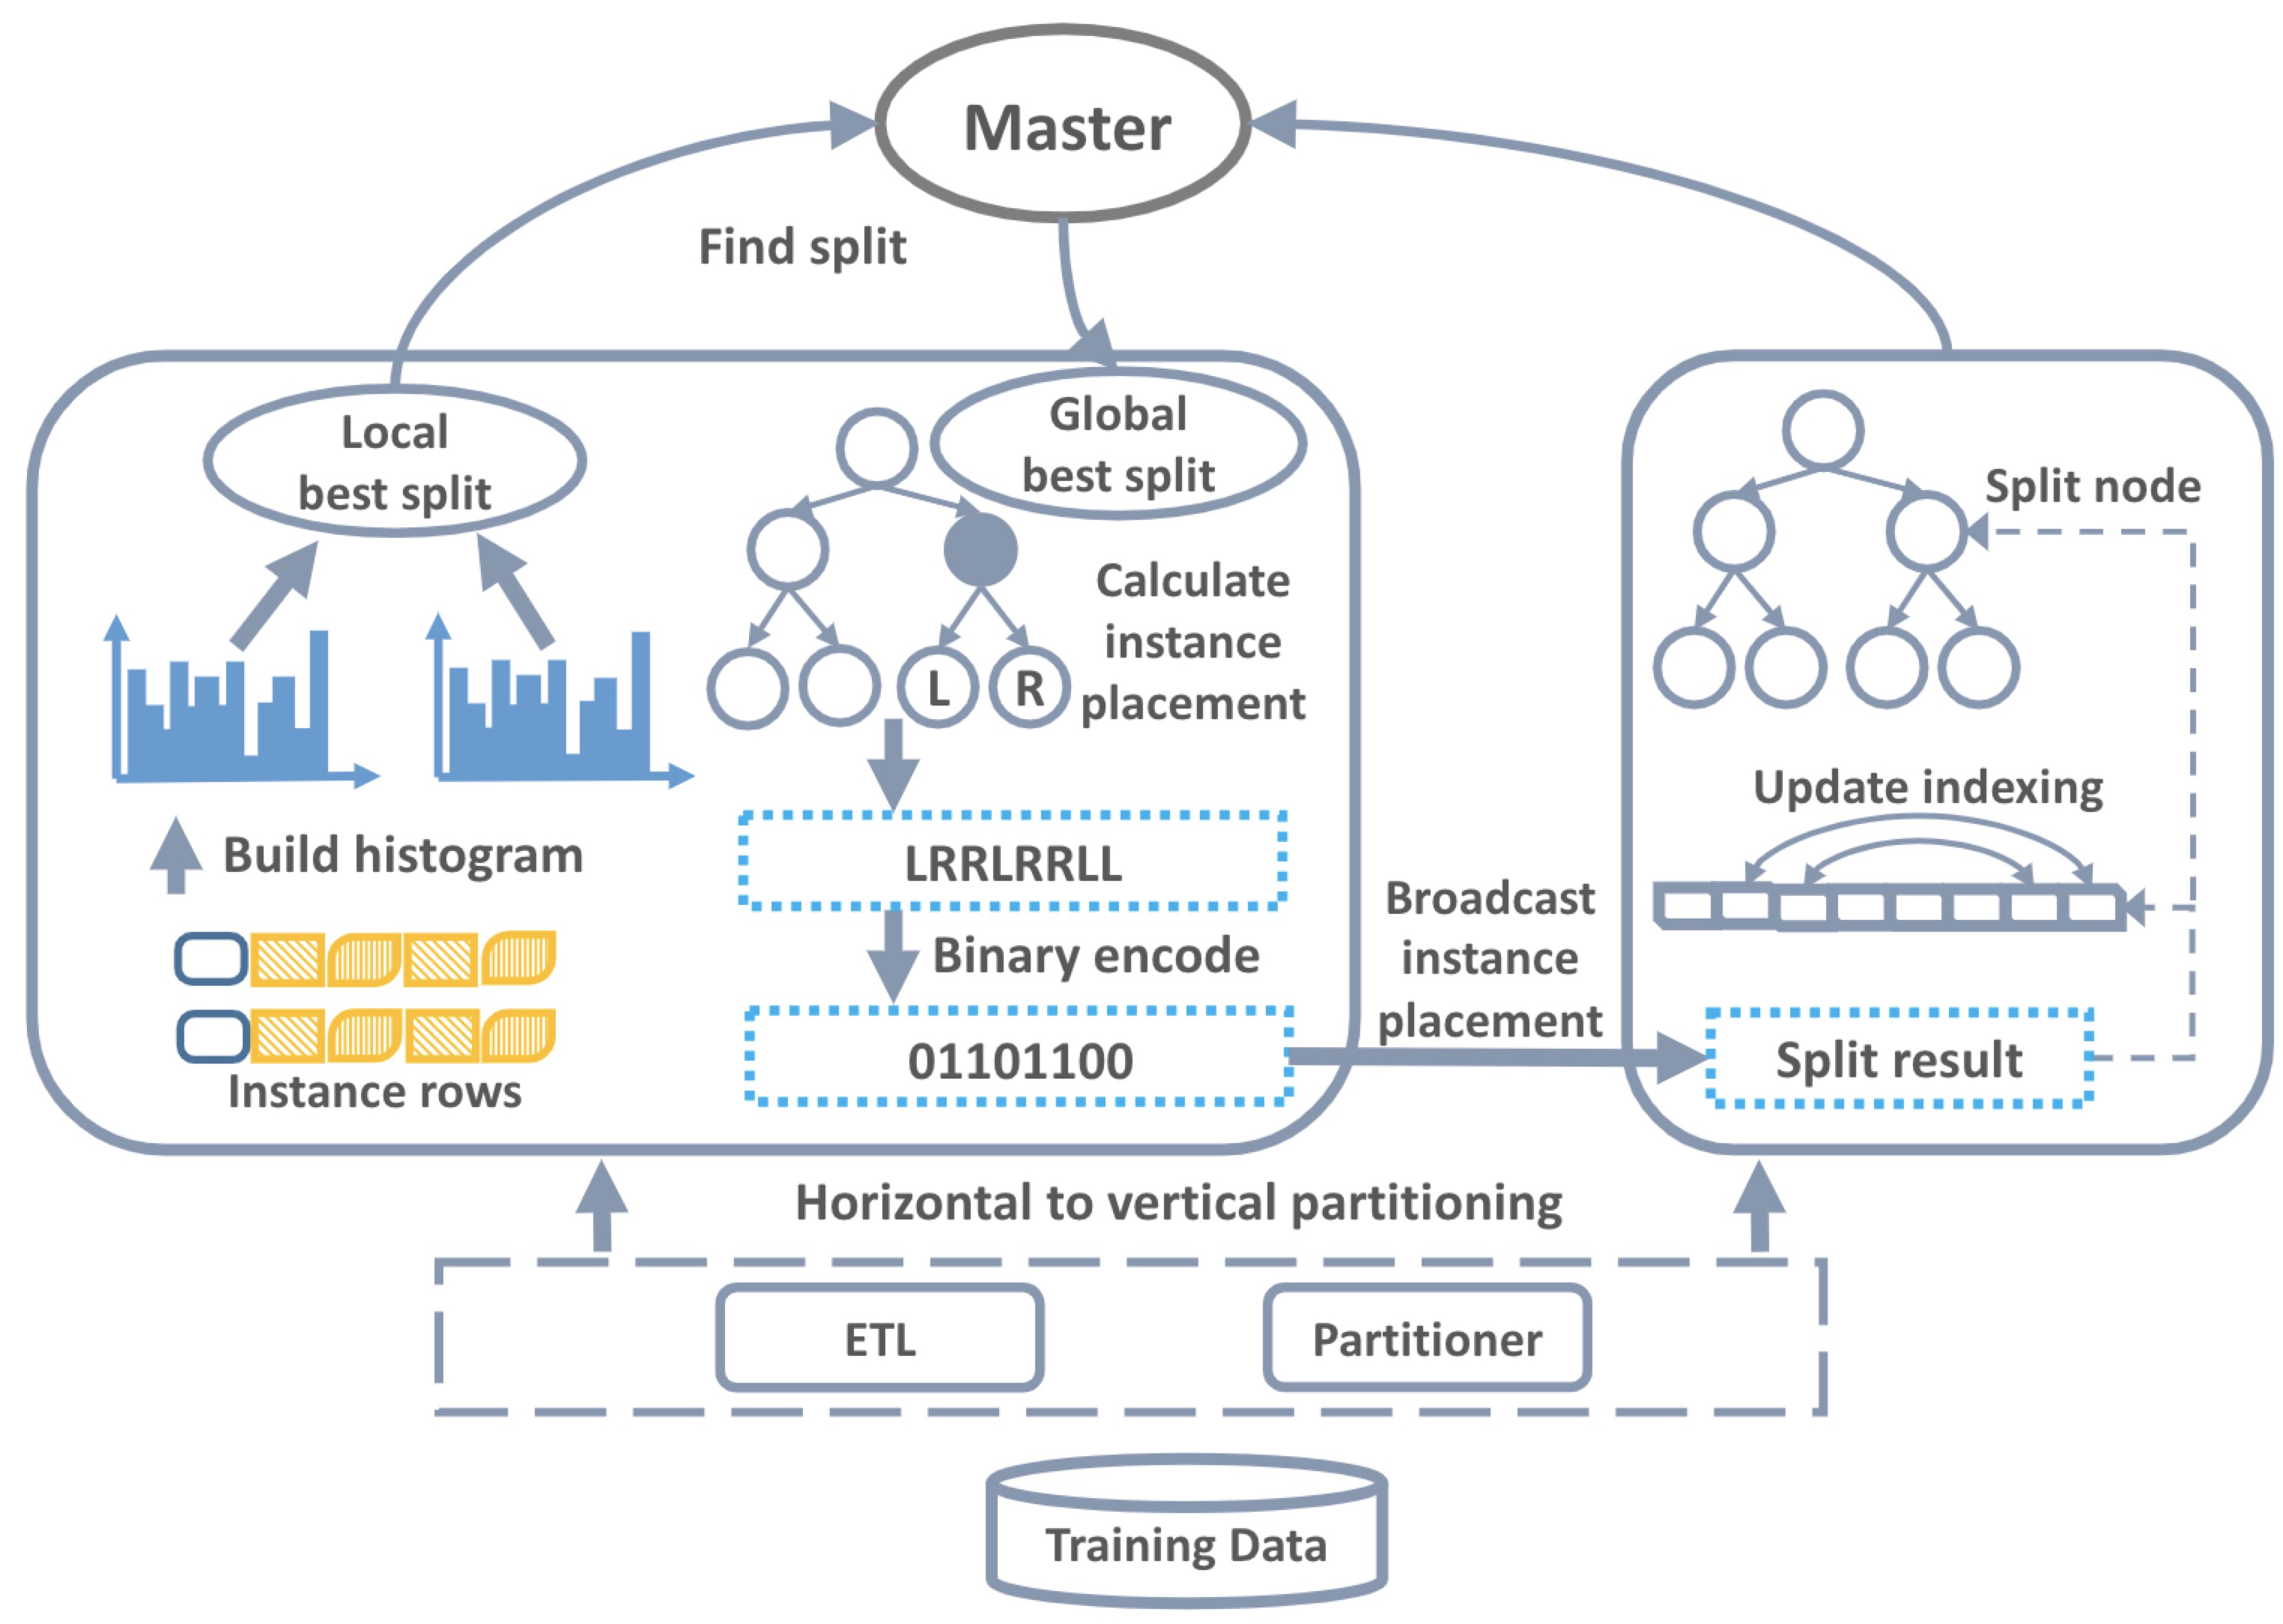 Master
Find split
Local
best split
Global
best split
Calculate
instance
placement
L
R
Build histogram
LRRLRRLL
Binary encode
01101100
Instance rows
Broadcast
instance
placement
Split node
Update indexing
Split result
Horizontal to vertical partitioning
ETL
Partitioner
Training Data